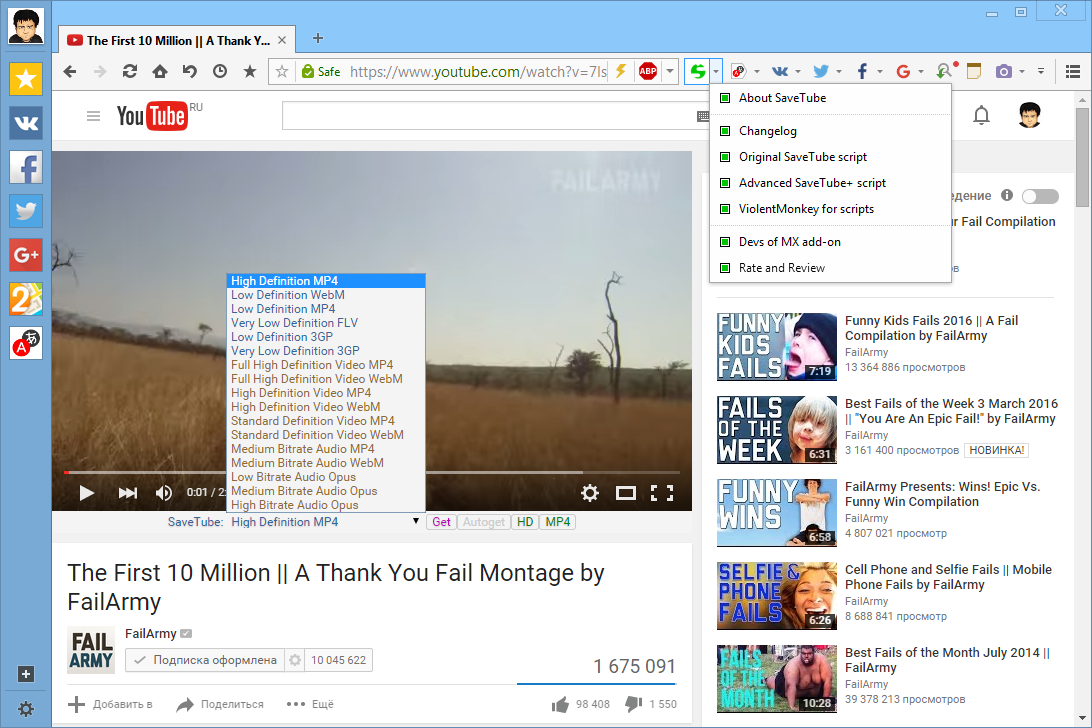 The First 10 Million || A Thank Y...
Safe https://www.youtube.com/watch?v=7ls
ABP
You Tube RU
About SaveTube
Changelog
Original SaveTube script
Advanced SaveTube+ script
ViolentMonkey for scripts
Devs of MX add-on
Rate and Review
FAILARMY
High Definition MP4
Low Definition WebM
Low Definition MP4
Very Low Definition FLV
Low Definition 3GP
Very Low Definition 3GP
Full High Definition Video MP4
Full High Definition Video WebM
High Definition Video MP4
High Definition Video WebM
Standard Definition Video MP4
Standard Definition Video WebM
Medium Bitrate Audio MP4
Medium Bitrate Audio WebM
Low Bitrate Audio Opus
Medium Bitrate Audio Opus
High Bitrate Audio Opus
0:01 / 2:
SaveTube: High Definition MP4 Get Autoget HD MP4
The First 10 Million || A Thank You Fail Montage by
FailArmy
FAIL
ARMY
FailArmy
Подписка оформлена 10 045 622
1 675 091
Добавить в Поделиться Ещё 98 408 1 550
Fail Compilation
FUNNY
KIDS
FAILS
7:19
Funny Kids Fails 2016 || A Fail
Compilation by FailArmy
FailArmy
13 364 886 просмотров
FAILS
OF THE
WEEK
6:31
Best Fails of the Week 3 March 2016
|| "You Are An Epic Fail!" by FailArmy
FailArmy
3 161 400 просмотров НОВИНКА!
FUNNY
WINS
6:58
FailArmy Presents: Wins! Epic Vs.
Funny Win Compilation
FailArmy
4 807 021 просмотр
SELFIE &
PHONE
FAILS
6:26
Cell Phone and Selfie Fails || Mobile
Phone Fails by FailArmy
FailArmy
8 688 841 просмотр
FAILS
OF THE
MONTH
10:28
Best Fails of the Month July 2014 ||
FailArmy
FailArmy
39 378 213 просмотров